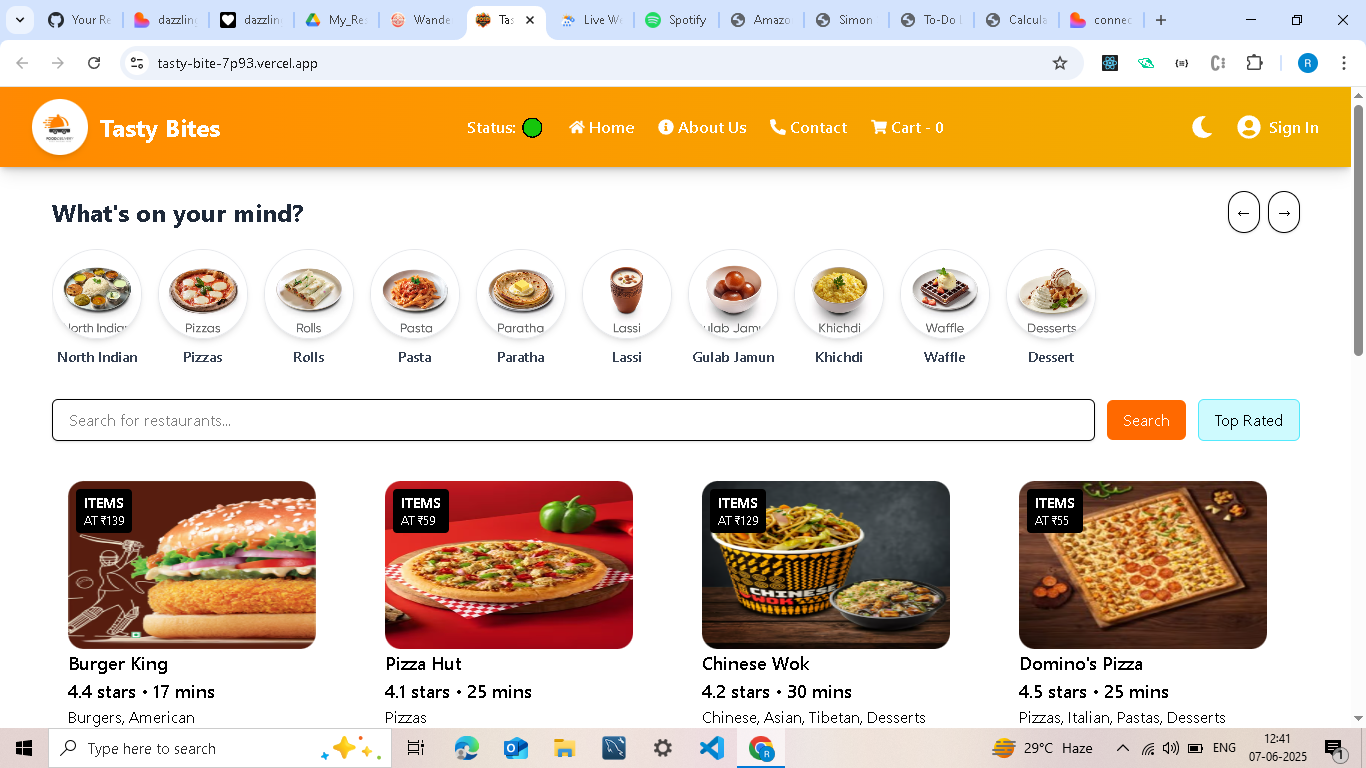 Your Re
dazzling
dazzling
My_Res
Wande
Tas
Live We
Spotify
Amazo
Simon
To-Do L
Calcula
connec
tasty-bite-7p93.vercel.app
R
Tasty Bites
Status:
Home
About Us
Contact
Cart - 0
Sign In
What's on your mind?
← →
North Indian
Pizzas
Rolls
Pasta
Paratha
Lassi
Gulab Jamun
Khichdi
Waffle
Desserts
North Indian
Pizzas
Rolls
Pasta
Paratha
Lassi
Gulab Jamun
Khichdi
Waffle
Dessert
Search for restaurants...
Search
Top Rated
ITEMS
AT ₹139
ITEMS
AT ₹59
ITEMS
AT ₹129
ITEMS
AT ₹55
CHINESE
WOK
Burger King
Pizza Hut
Chinese Wok
Domino's Pizza
4.4 stars • 17 mins
4.1 stars • 25 mins
4.2 stars • 30 mins
4.5 stars • 25 mins
Burgers, American
Pizzas
Chinese, Asian, Tibetan, Desserts
Pizzas, Italian, Pastas, Desserts
Type here to search
29°C Haze
ENG
12:41
07-06-2025
1